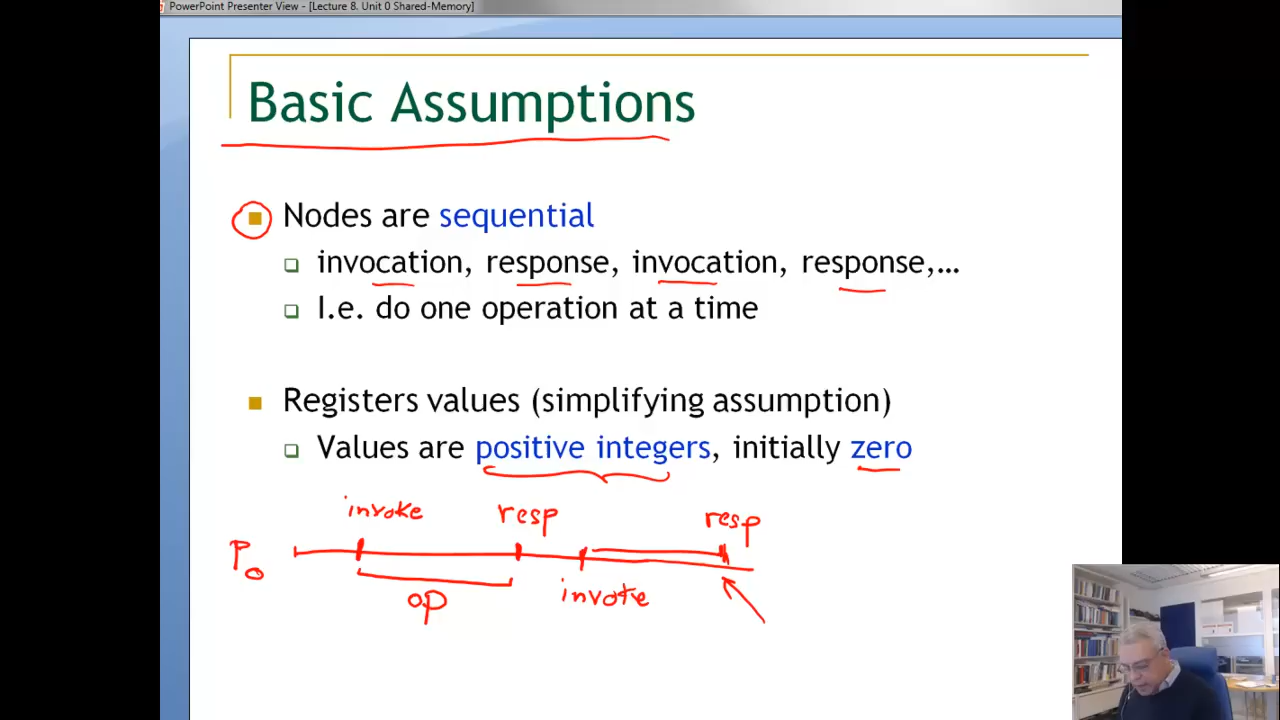 PowerPoint Presenter View - [Lecture 8. Unit 0 Shared-Memory]
Basic Assumptions
Nodes are sequential
invocation, response, invocation, response,...
I.e. do one operation at a time
Registers values (simplifying assumption)
Values are positive integers, initially zero
invoke resp resp
P0
op invoke